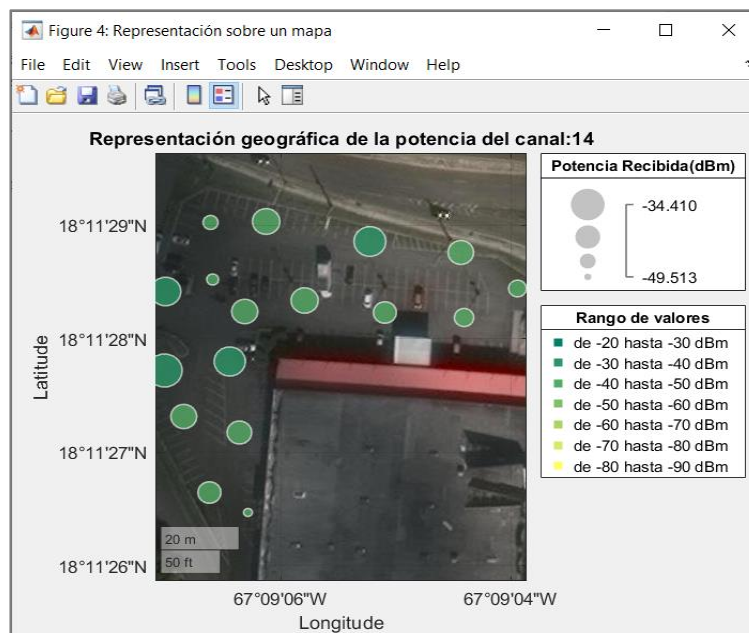 Figure 4: Representación sobre un mapa
File Edit View Insert Tools Desktop Window Help
Representación geográfica de la potencia del canal:14
18°11'29"N
18°11'28"N
18°11'27"N
18°11'26"N
Latitude
20 m
50 ft
67°09'06"W 67°09'04"W
Longitude
Potencia Recibida(dBm)
-34.410
-49.513
Rango de valores
de -20 hasta -30 dBm
de -30 hasta -40 dBm
de -40 hasta -50 dBm
de -50 hasta -60 dBm
de -60 hasta -70 dBm
de -70 hasta -80 dBm
de -80 hasta -90 dBm